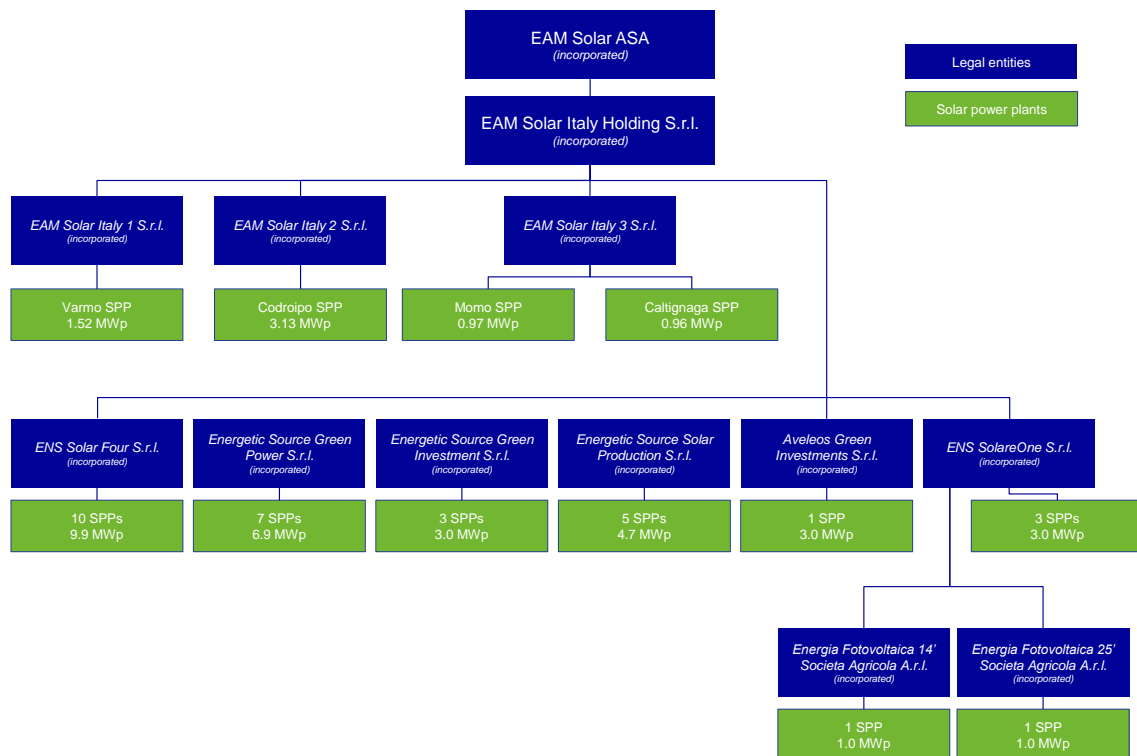 EAM Solar ASA
(incorporated)
Legal entities
Solar power plants
EAM Solar Italy Holding S.r.l.
(incorporated)
EAM Solar Italy 1 S.r.l.
(incorporated)
EAM Solar Italy 2 S.r.l.
(incorporated)
EAM Solar Italy 3 S.r.l.
(incorporated)
Varmo SPP
1.52 MWp
Codroipo SPP
3.13 MWp
Momo SPP
0.97 MWp
Caltignaga SPP
0.96 MWp
ENS Solar Four S.r.l.
(incorporated)
Energetic Source Green
Power S.r.l.
(incorporated)
Energetic Source Green
Investment S.r.l.
(incorporated)
Energetic Source Solar
Production S.r.l.
(incorporated)
Aveleos Green
Investments S.r.l.
(incorporated)
ENS SolareOne S.r.l.
(incorporated)
10 SPPs
9.9 MWp
7 SPPs
6.9 MWp
3 SPPs
3.0 MWp
5 SPPs
4.7 MWp
1 SPP
3.0 MWp
3 SPPs
3.0 MWp
Energia Fotovoltaica 14’
Societa Agricola A.r.l.
(incorporated)
Energia Fotovoltaica 25’
Societa Agricola A.r.l.
(incorporated)
1 SPP
1.0 MWp
1 SPP
1.0 MWp